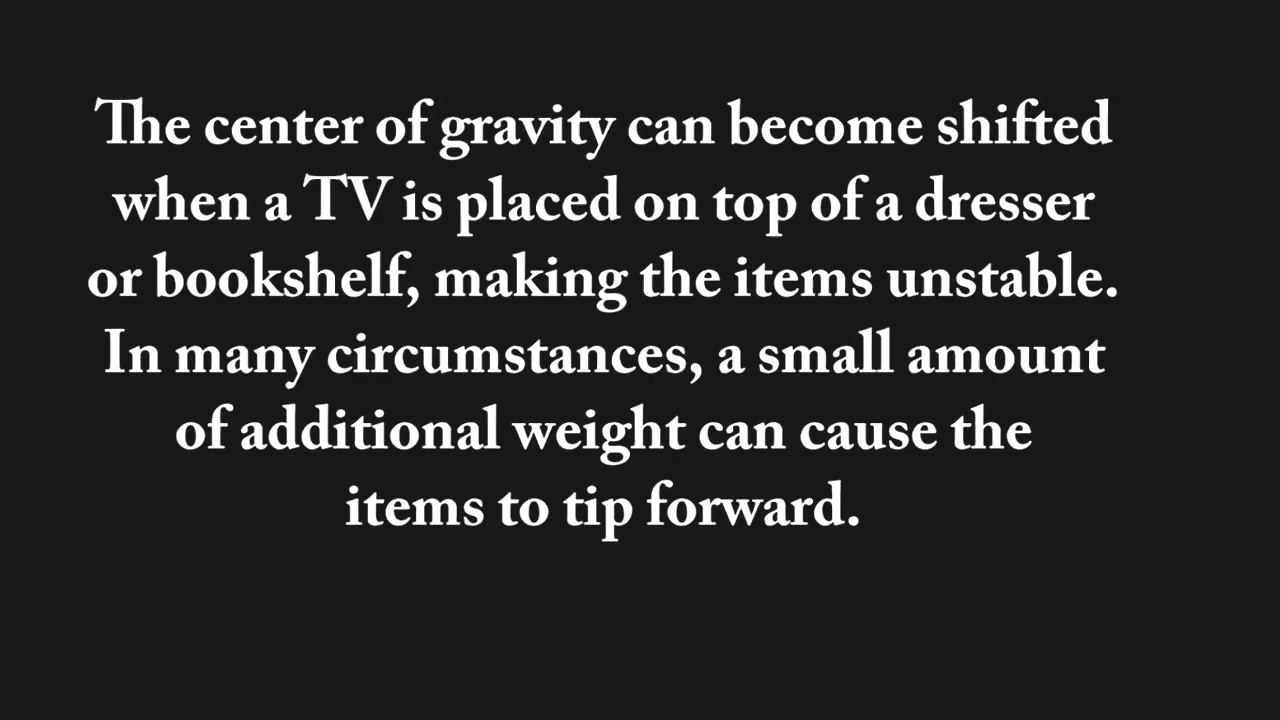 The center of gravity can become shifted
when a TV is placed on top of a dresser
or bookshelf, making the items unstable.
In many circumstances, a small amount
of additional weight can cause the
items to tip forward.